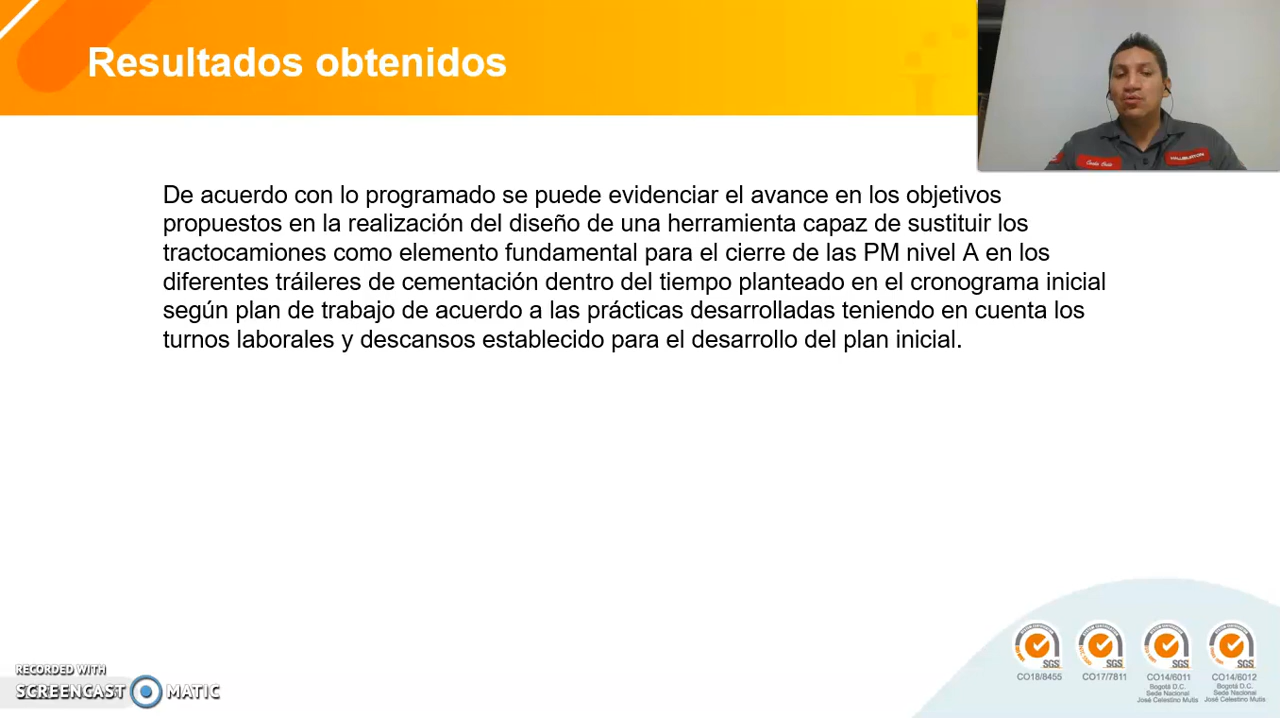 Resultados obtenidos
HALLIBURTON
De acuerdo con lo programado se puede evidenciar el avance en los objetivos
propuestos en la realización del diseño de una herramienta capaz de sustituir los
tractocamiones como elemento fundamental para el cierre de las PM nivel A en los
diferentes tráileres de cementación dentro del tiempo planteado en el cronograma inicial
según plan de trabajo de acuerdo a las prácticas desarrolladas teniendo en cuenta los
turnos laborales y descansos establecido para el desarrollo del plan inicial.
RECORDED WITH
SCREENCAST MATIC
SGS SGS SGS SGS
CO18/8455 CO17/7811 CO14/6011 CO14/6012
Bogotá D.C. Bogotá D.C.
Sede Nacional Sede Nacional
José Celestino Mutis José Celestino Mutis